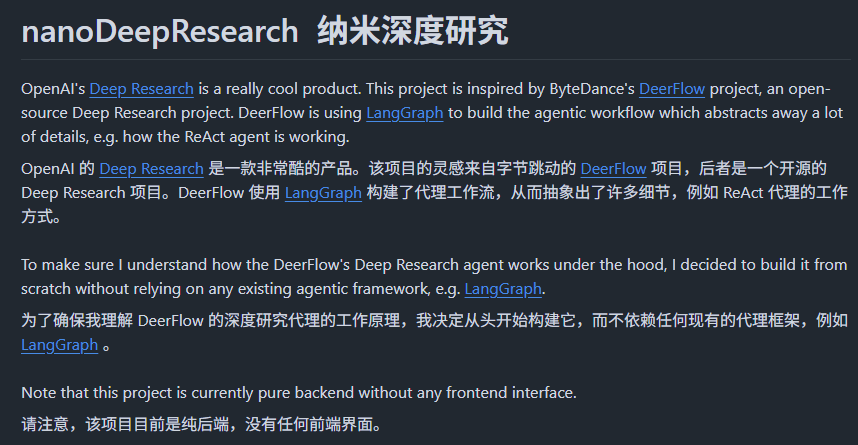 nanoDeepResearch 纳米深度研究
OpenAI's Deep Research is a really cool product. This project is inspired by ByteDance's DeerFlow project, an open-
source Deep Research project. DeerFlow is using LangGraph to build the agentic workflow which abstracts away a lot
of details, e.g. how the ReAct agent is working.
OpenAI 的 Deep Research 是一款非常酷的产品。该项目的灵感来自字节跳动的 DeerFlow 项目，后者是一个开源的
Deep Research 项目。DeerFlow 使用 LangGraph 构建了代理工作流，从而抽象出了许多细节，例如 ReAct 代理的工作
方式。
To make sure I understand how the DeerFlow's Deep Research agent works under the hood, I decided to build it from
scratch without relying on any existing agentic framework, e.g. LangGraph.
为了确保我理解 DeerFlow 的深度研究代理的工作原理，我决定从头开始构建它，而不依赖任何现有的代理框架，例如
LangGraph 。
Note that this project is currently pure backend without any frontend interface.
请注意，该项目目前是纯后端，没有任何前端界面。